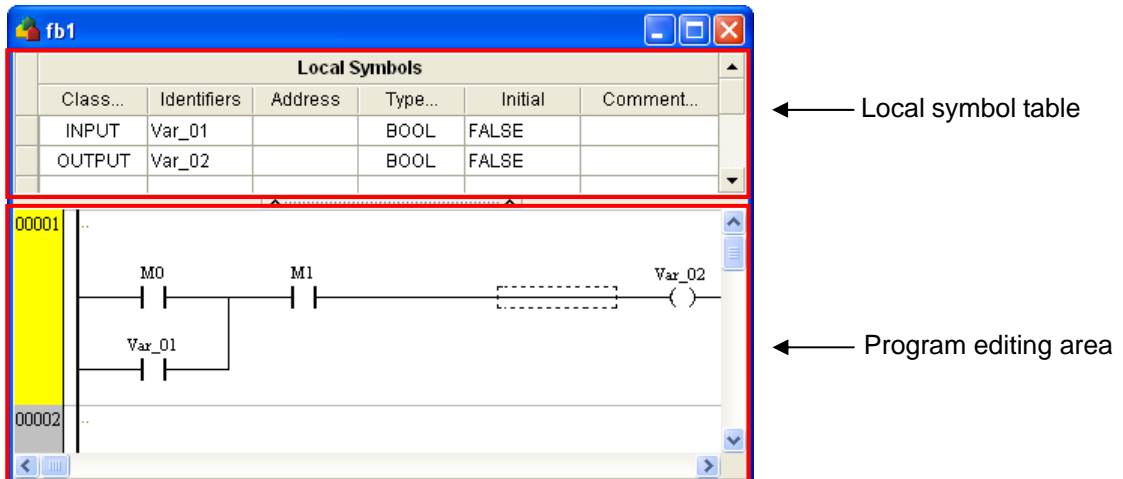 fb1
Local Symbols
Class... Identifiers Address Type... Initial Comment...
INPUT Var_01 BOOL FALSE
OUTPUT Var_02 BOOL FALSE
Local symbol table
00001 ..
M0 M1 Var_02
Var_01
Program editing area
00002 ..